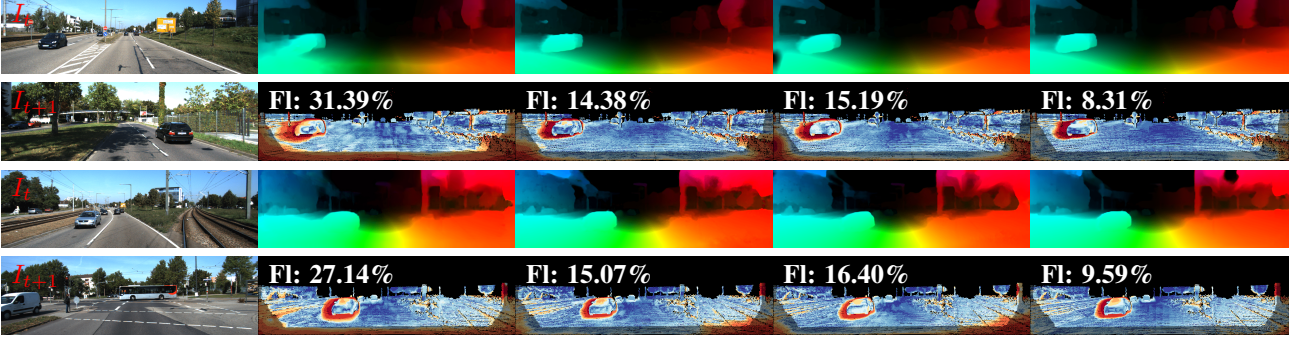 I_t
I_{t+1}
Fl: 31.39%
Fl: 14.38%
Fl: 15.19%
Fl: 8.31%
I_t
I_{t+1}
Fl: 27.14%
Fl: 15.07%
Fl: 16.40%
Fl: 9.59%